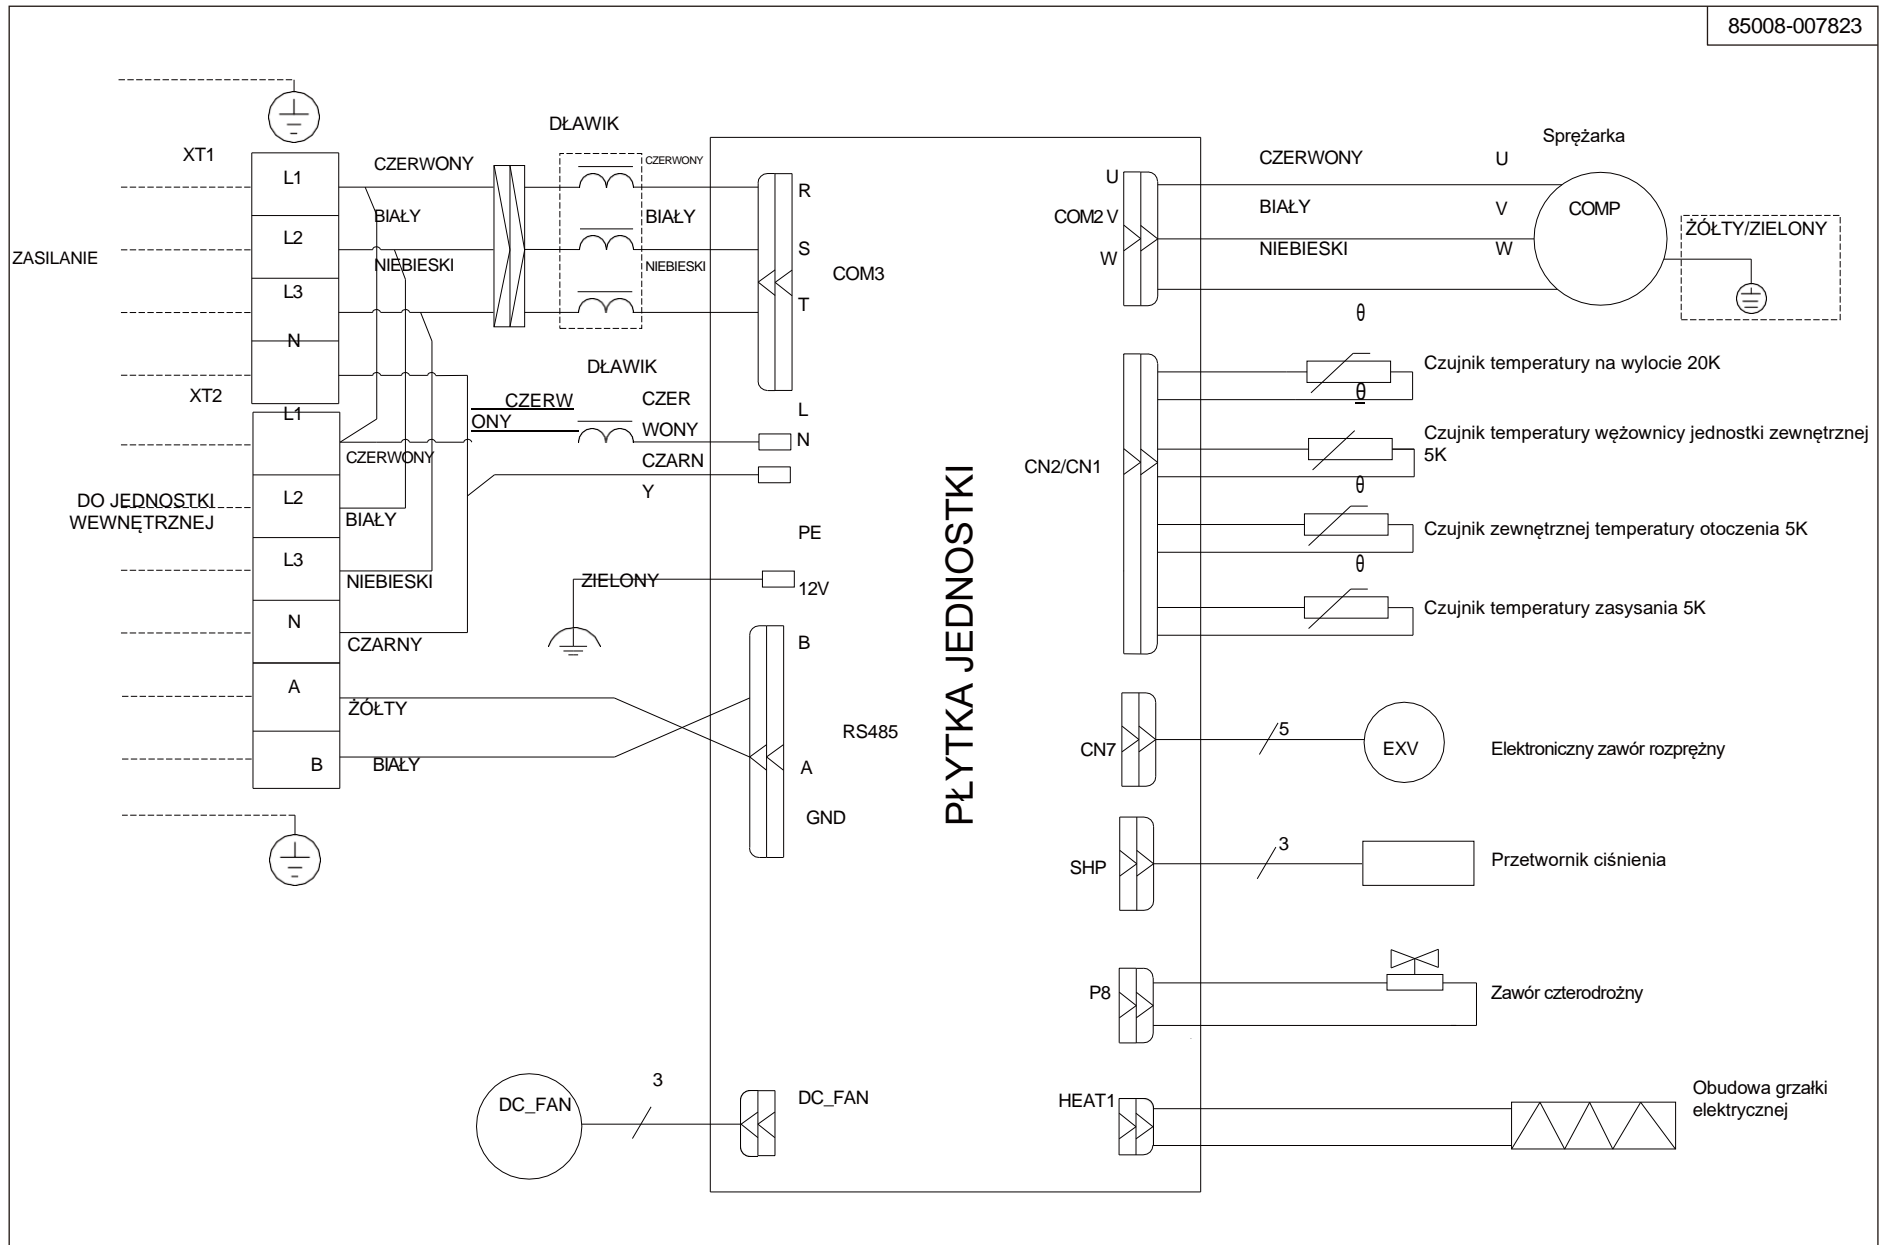 85008-007823
DŁAWIK
Sprężarka
XT1
L1
CZERWONY
CZERWONY
R
U
CZERWONY
U
BIAŁY
BIAŁY
COM2 V
BIAŁY
V
COMP
ŻÓŁTY/ZIELONY
ZASILANIE
L2
NIEBIESKI
NIEBIESKI
S
COM3
W
NIEBIESKI
W
L3
T
θ
N
DŁAWIK
Czujnik temperatury na wylocie 20K
XT2
L1
CZERW
ONY
CZER
WONY
L
N
θ
CZERWONY
CZARN
Y
CN2/CN1
Czujnik temperatury wężownicy jednostki zewnętrznej
5K
DO JEDNOSTKI
WEWNĘTRZNEJ
L2
BIAŁY
θ
PE
Czujnik zewnętrznej temperatury otoczenia 5K
L3
NIEBIESKI
ZIELONY
12V
θ
N
CZARNY
B
Czujnik temperatury zasysania 5K
PŁYTKA JEDNOSTKI
A
ŻÓŁTY
RS485
CN7
5
EXV
Elektroniczny zawór rozprężny
B
BIAŁY
A
GND
SHP
3
Przetwornik ciśnienia
P8
Zawór czterodrożny
DC_FAN
3
DC_FAN
HEAT1
Obudowa grzałki
elektrycznej